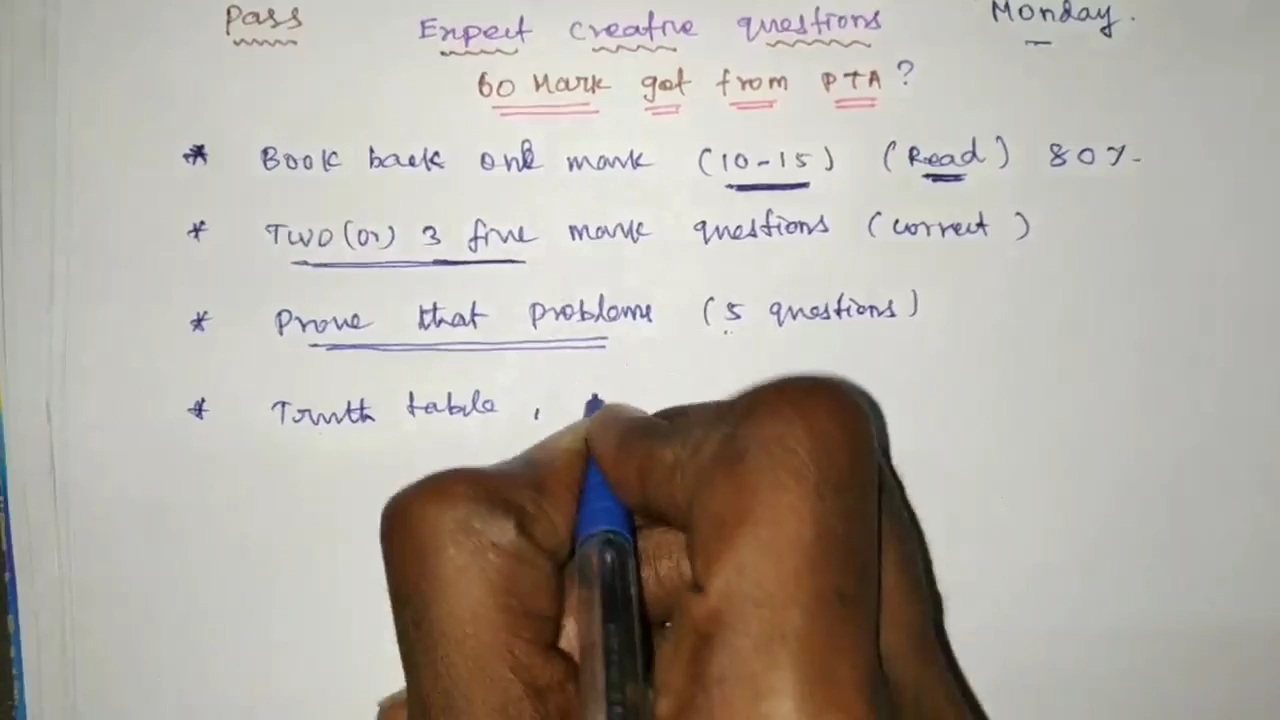 Pass Expect creative questions Monday.
60 Mark get from PTA?
* Book back one mark (10-15) (Read) 80%
* Two (or) 3 five mark questions (correct)
* Prove that problems (5 questions)
* Truth table,